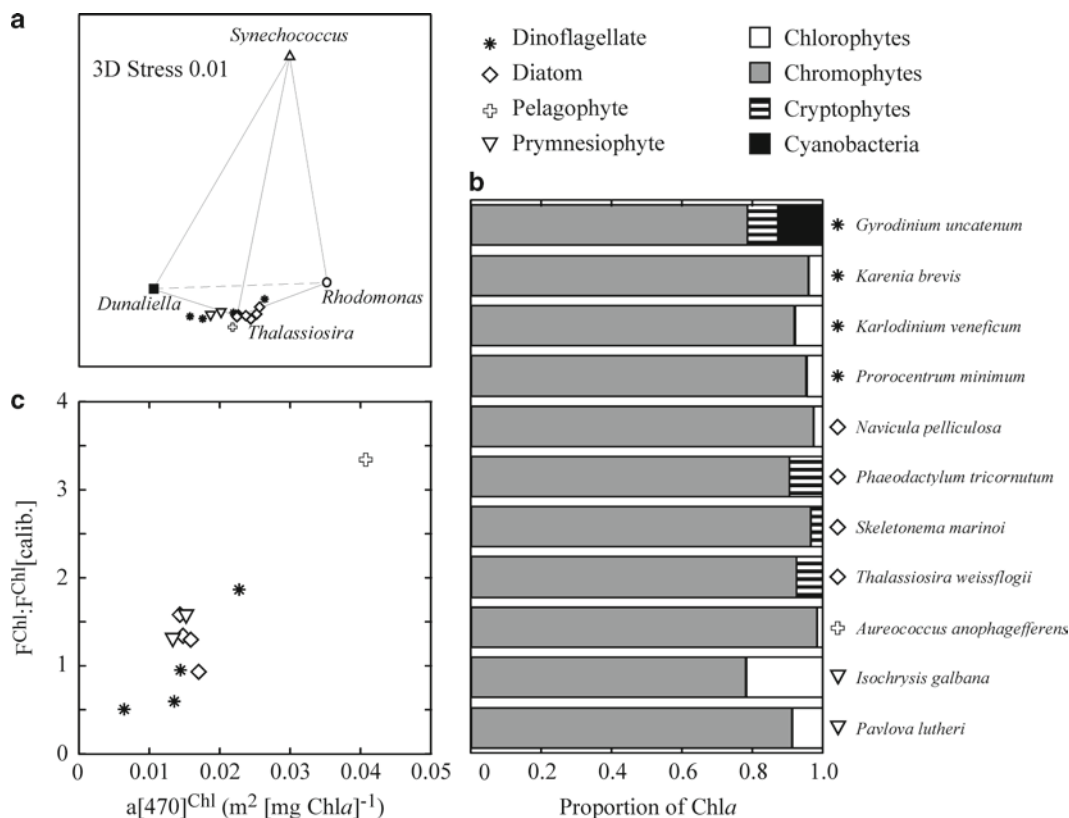 a
Synechococcus
3D Stress 0.01
Dunaliella
Rhodomonas
Thalassiosira
Dinoflagellate
Diatom
Pelagophyte
Prymnesiophyte
Chlorophytes
Chromophytes
Cryptophytes
Cyanobacteria
b
Gyrodinium uncatenum
Karenia brevis
Karlodinium veneficum
Prorocentrum minimum
Navicula pelliculosa
Phaeodactylum tricornutum
Skeletonema marinoi
Thalassiosira weissflogii
Aureococcus anophagefferens
Isochrysis galbana
Pavlova lutheri
0 0.2 0.4 0.6 0.8 1.0
Proportion of Chla
c
4
3
2
1
0
F^Chl:F^Chl[calib.]
0 0.01 0.02 0.03 0.04 0.05
a[470]^Chl (m² [mg Chla]⁻¹)